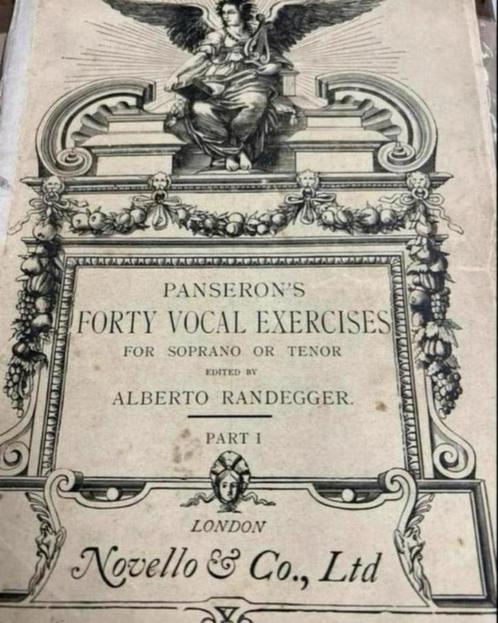 PANSERON'S
FORTY VOCAL EXERCISES
FOR SOPRANO OR TENOR
EDITED BY
ALBERTO RANDEGGER.
PART I
LONDON
Novello & Co., Ltd